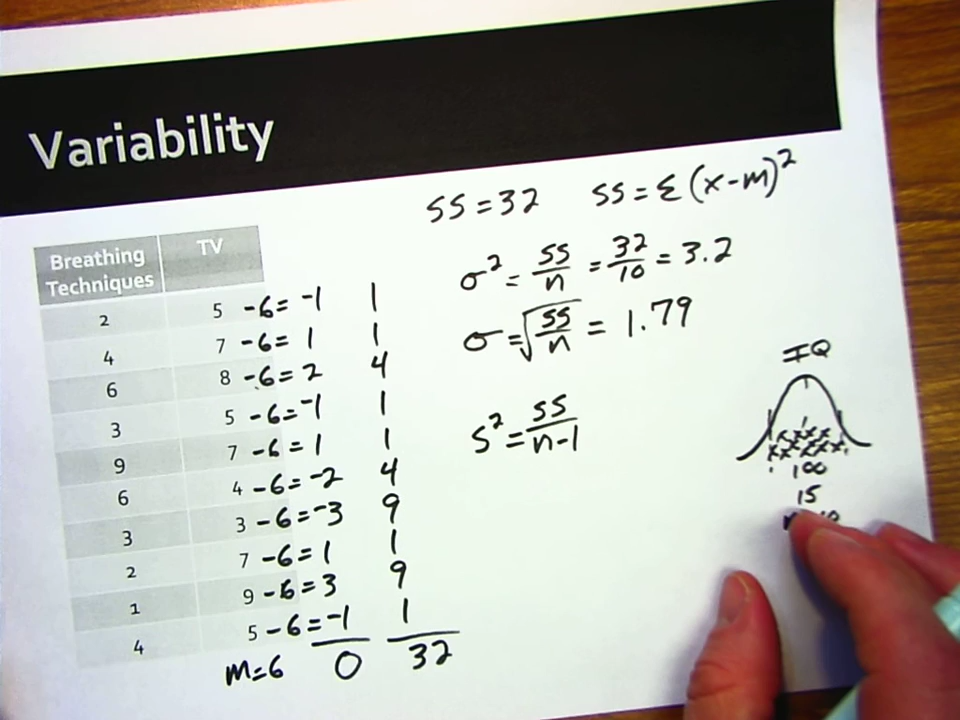 Variability
SS = 32 SS = Σ (x-m)²
Breathing Techniques TV
2 5 -6= -1 1
4 7 -6= 1 1
6 8 -6= 2 4
3 5 -6= -1 1
9 7 -6= 1 1
6 4 -6= -2 4
3 3 -6= -3 9
2 7 -6= 1 1
1 9 -6= 3 9
4 5 -6= -1 1
m=6 0 32
σ² = SS/n = 32/10 = 3.2
σ = √SS/n = 1.79
S² = SS/n-1
IQ
100
15